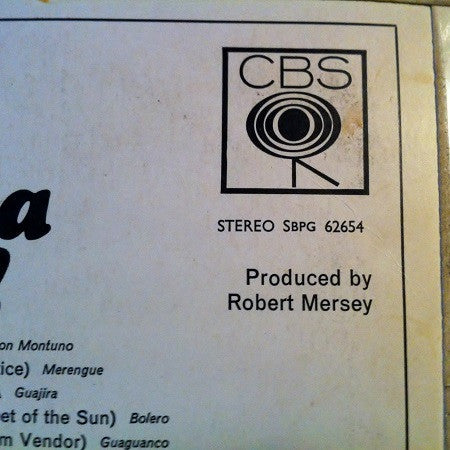 CBS
STEREO SBPG 62654
a
Produced by
Robert Mersey
on Montuno
ice) Merengue
Guajira
et of the Sun) Bolero
m Vendor) Guaguanco